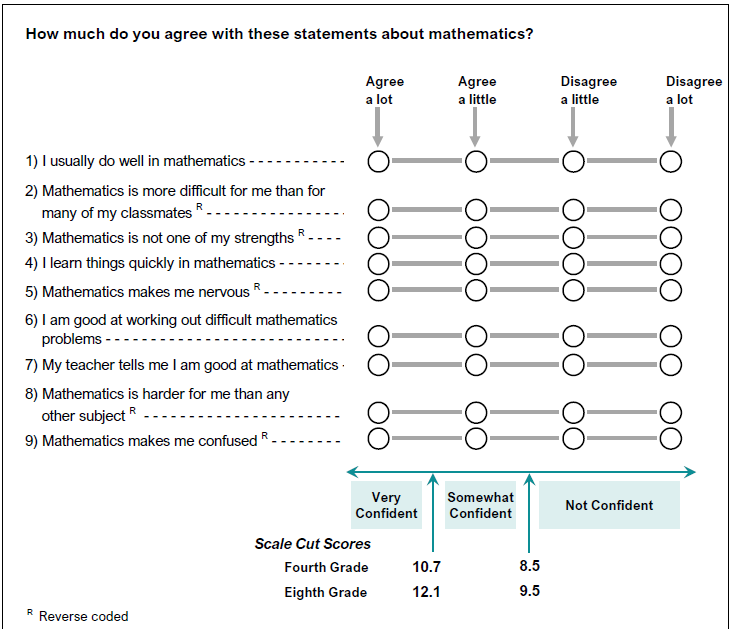 How much do you agree with these statements about mathematics?
Agree a lot
Agree a little
Disagree a little
Disagree a lot
1) I usually do well in mathematics - - - - - - - - - - -
2) Mathematics is more difficult for me than for
many of my classmates R - - - - - - - - - - - - - - -
3) Mathematics is not one of my strengths R - - - -
4) I learn things quickly in mathematics - - - - - - -
5) Mathematics makes me nervous R - - - - - - - - -
6) I am good at working out difficult mathematics
problems - - - - - - - - - - - - - - - - - - - - - - - - - - -
7) My teacher tells me I am good at mathematics -
8) Mathematics is harder for me than any
other subject R - - - - - - - - - - - - - - - - - - - - - -
9) Mathematics makes me confused R - - - - - - - -
Very Confident
Somewhat Confident
Not Confident
Scale Cut Scores
Fourth Grade 10.7 8.5
Eighth Grade 12.1 9.5
R Reverse coded